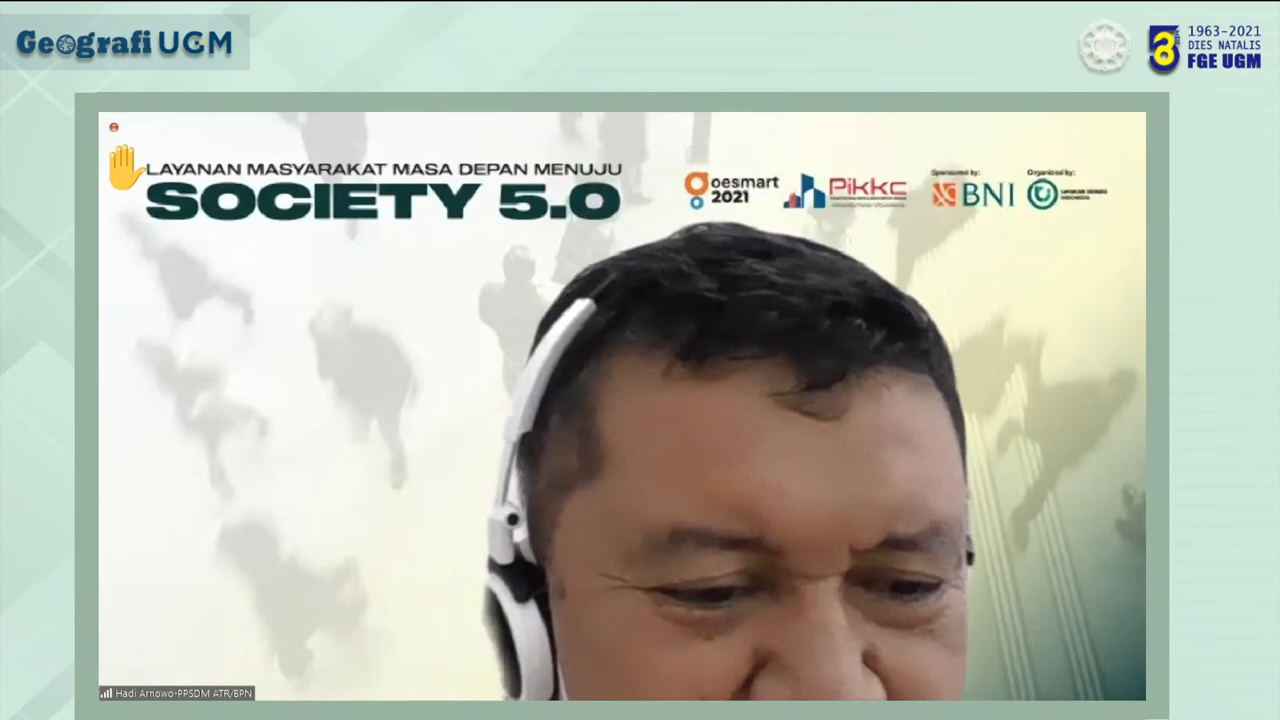 Geografi UGM
1963-2021
DIES NATALIS
FGE UGM
LAYANAN MASYARAKAT MASA DEPAN MENUJU
SOCIETY 5.0
goesmart
2021
Pikkc
Sponsored by:
BNI
Organized by:
Hadi Arnowo-PPSDM ATR/BPN